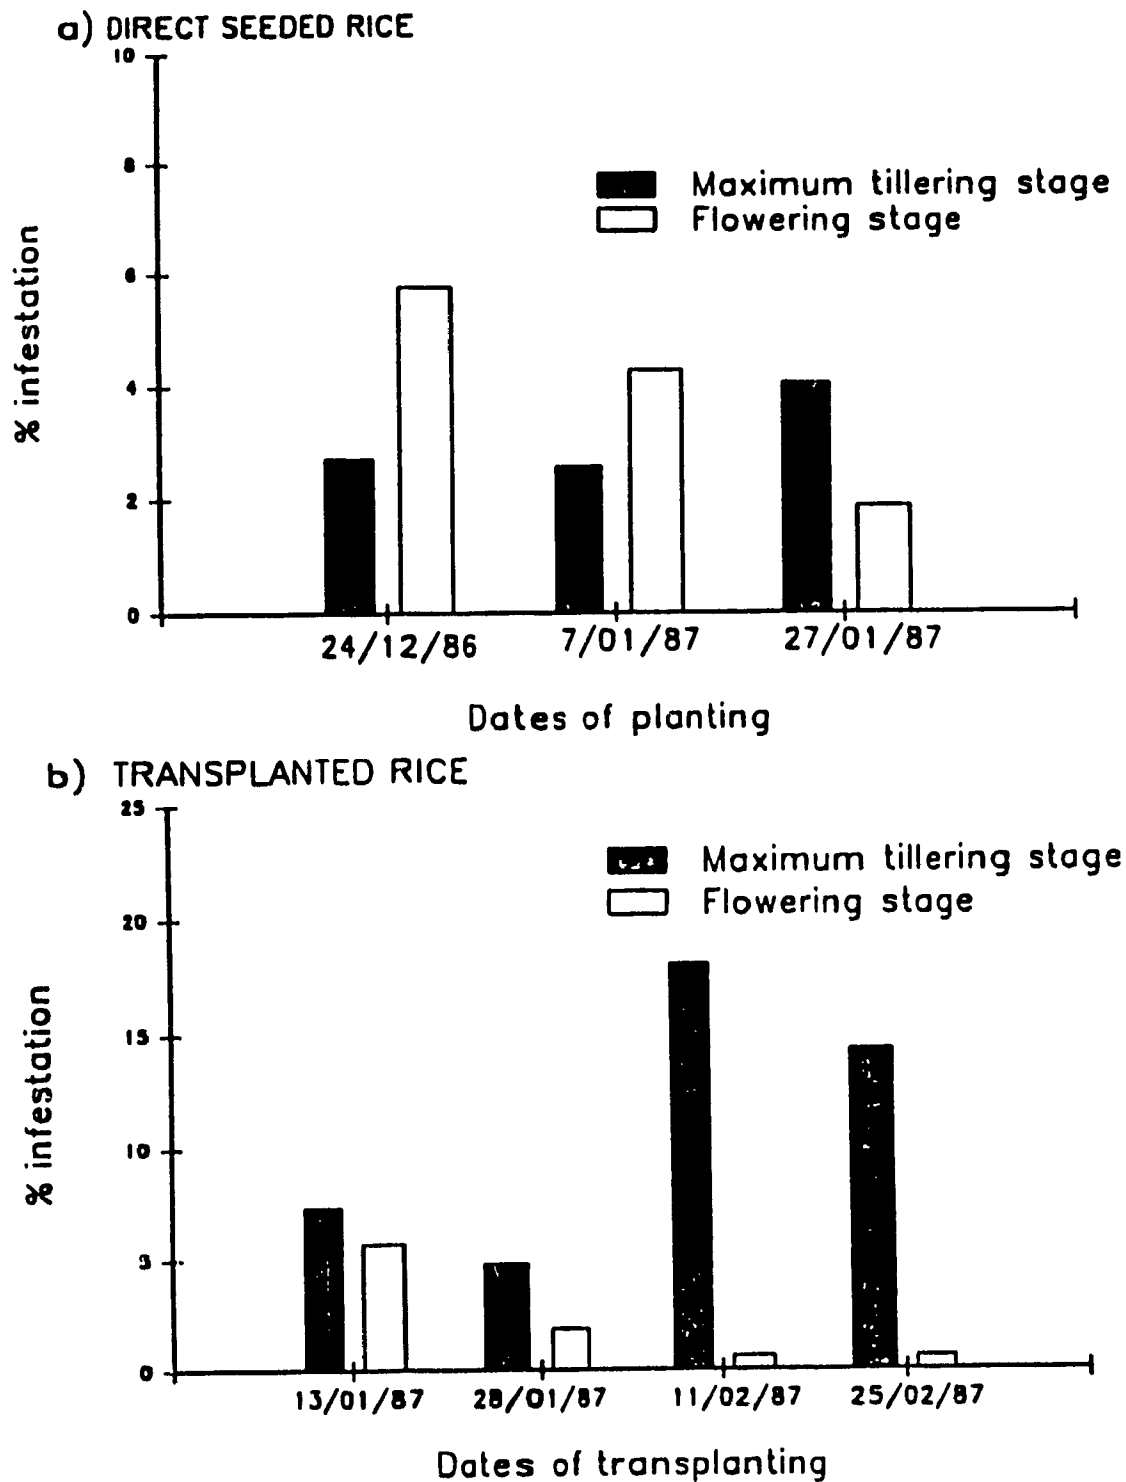 a) DIRECT SEEDED RICE
10
8
6
4
2
0
% infestation
Maximum tillering stage
Flowering stage
24/12/86 7/01/87 27/01/87
Dates of planting
b) TRANSPLANTED RICE
25
20
15
10
5
0
% infestation
Maximum tillering stage
Flowering stage
13/01/87 28/01/87 11/02/87 25/02/87
Dates of transplanting